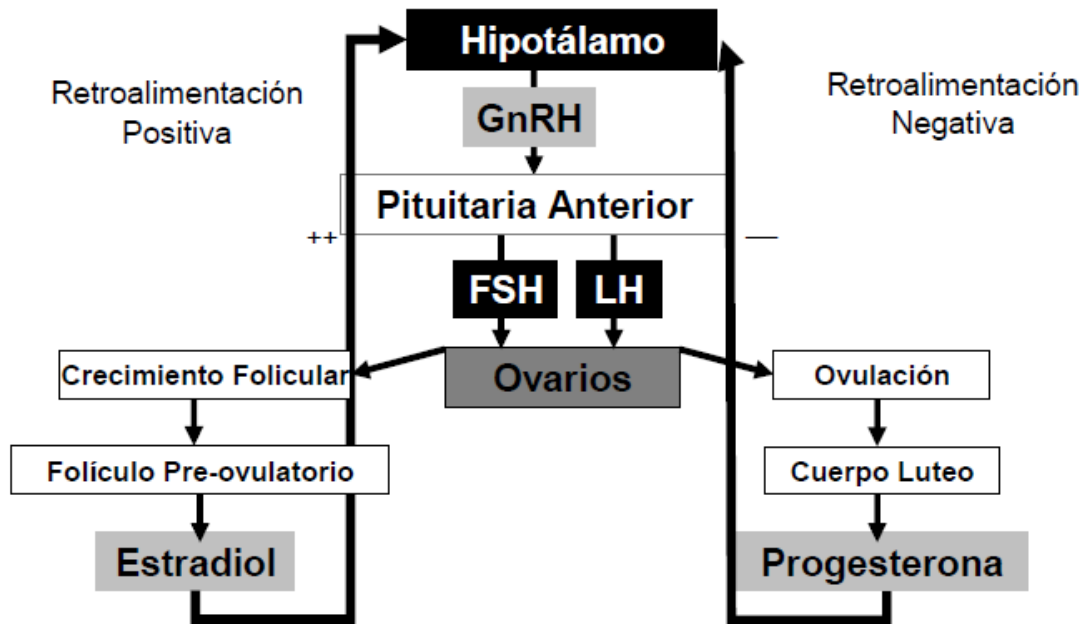 Hipotálamo
Retroalimentación
Positiva
Retroalimentación
Negativa
GnRH
Pituitaria Anterior
++
—
FSH
LH
Crecimiento Folicular
Ovarios
Ovulación
Folículo Pre-ovulatorio
Cuerpo Luteo
Estradiol
Progesterona